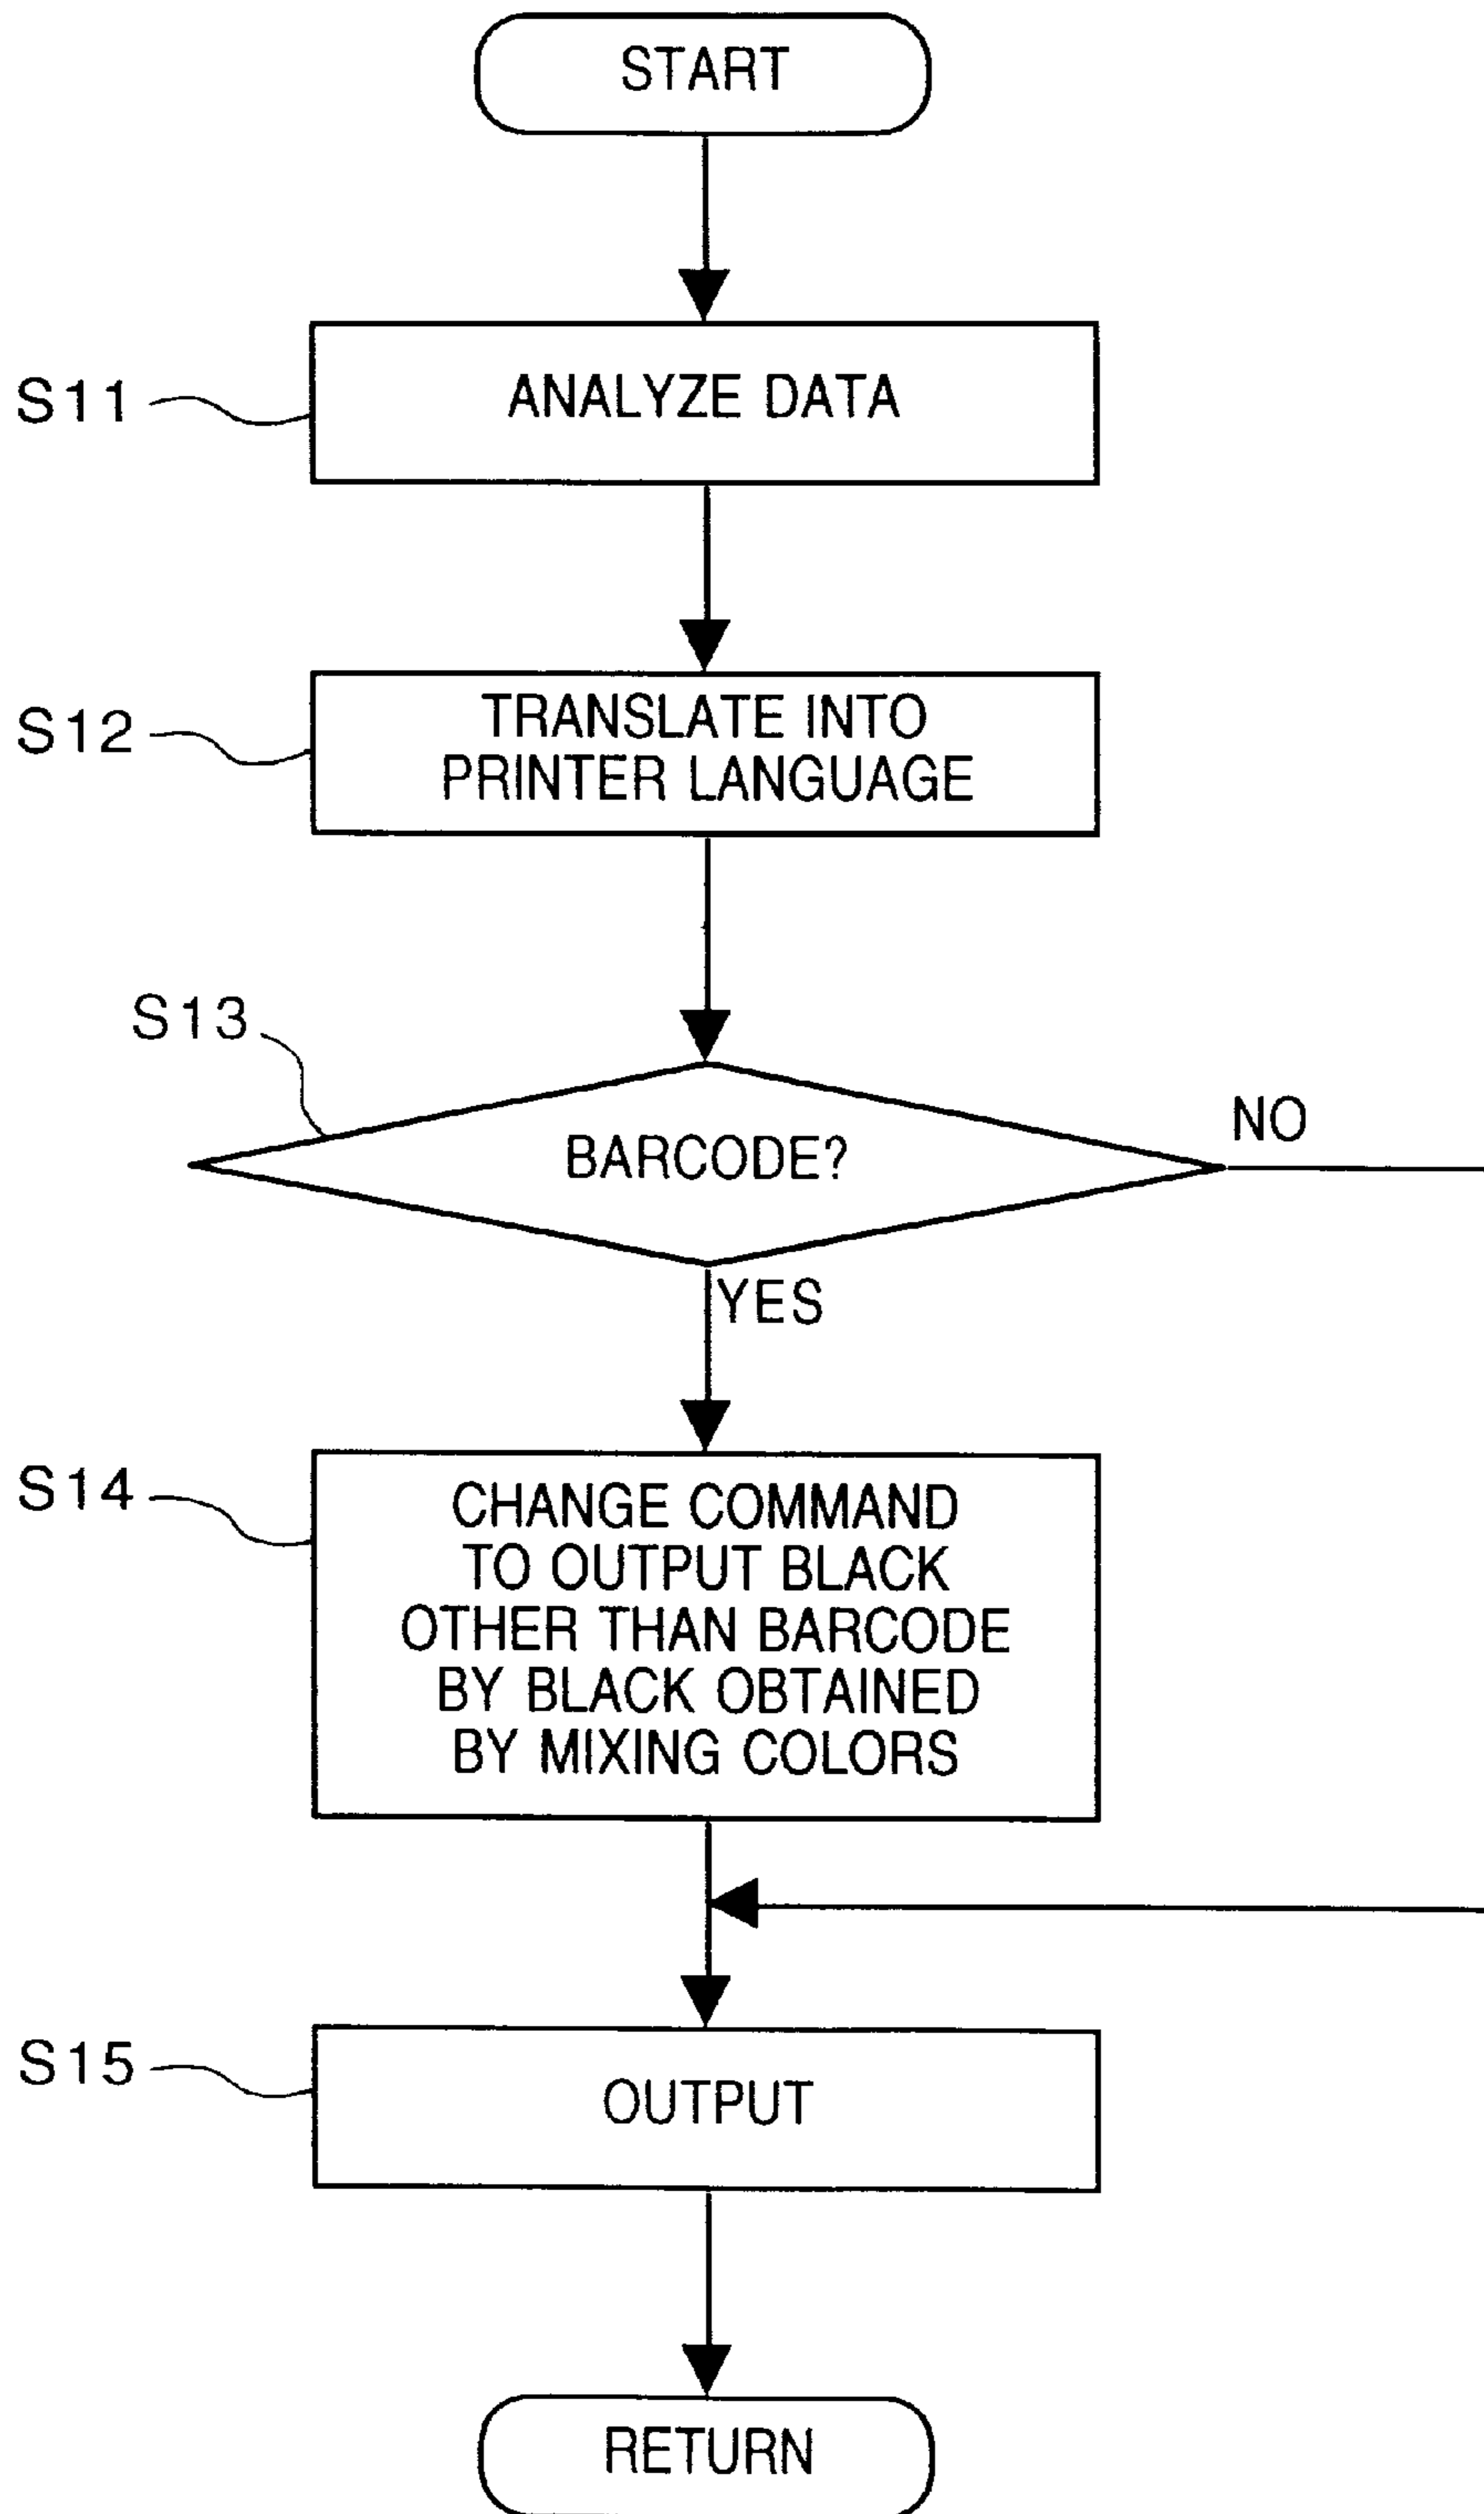 START
S11
ANALYZE DATA
S12
TRANSLATE INTO
PRINTER LANGUAGE
S13
BARCODE?
NO
YES
S14
CHANGE COMMAND
TO OUTPUT BLACK
OTHER THAN BARCODE
BY BLACK OBTAINED
BY MIXING COLORS
S15
OUTPUT
RETURN